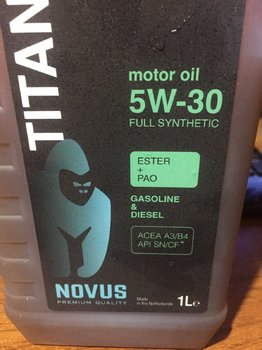 TITAN
motor oil
5W-30
FULL SYNTHETIC
ESTER
+
PAO
GASOLINE
&
DIESEL
ACEA A3/B4
API SN/CF*
NOVUS
PREMIUM QUALITY
Made
in the Netherlands
1L℮